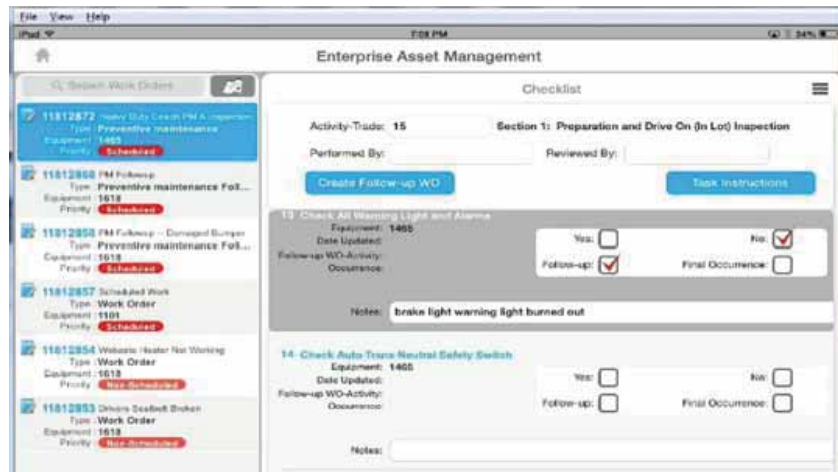 File View Help
iPad 7:08 PM 24%
Enterprise Asset Management
Search Work Orders
Checklist
11812872 Heavy Duty Coach PM A Inspection
Type : Preventive maintenance
Equipment : 1465
Priority : Scheduled
11812868 PM Followup
Type : Preventive maintenance Foll...
Equipment : 1618
Priority : Scheduled
11812858 PM Followup -- Damaged Bumper
Type : Preventive maintenance Foll...
Equipment : 1618
Priority : Scheduled
11812857 Scheduled Work
Type : Work Order
Equipment : 1101
Priority : Scheduled
11812854 Webasto Heater Not Working
Type : Work Order
Equipment : 1618
Priority : Non-Scheduled
11812853 Drivers Seatbelt Broken
Type : Work Order
Equipment : 1618
Priority : Non-Scheduled
Activity-Trade: 15 Section 1: Preparation and Drive On (In Lot) Inspection
Performed By: Reviewed By:
Create Follow-up WO Task Instructions
13 Check All Warning Light and Alarms
Equipment: 1465
Date Updated:
Follow-up WO-Activity:
Occurrence:
Yes: No:
Follow-up: Final Occurrence:
Notes: brake light warning light burned out
14 Check Auto Trans Neutral Safety Switch
Equipment: 1465
Date Updated:
Follow-up WO-Activity:
Occurrence:
Yes: No:
Follow-up: Final Occurrence:
Notes: